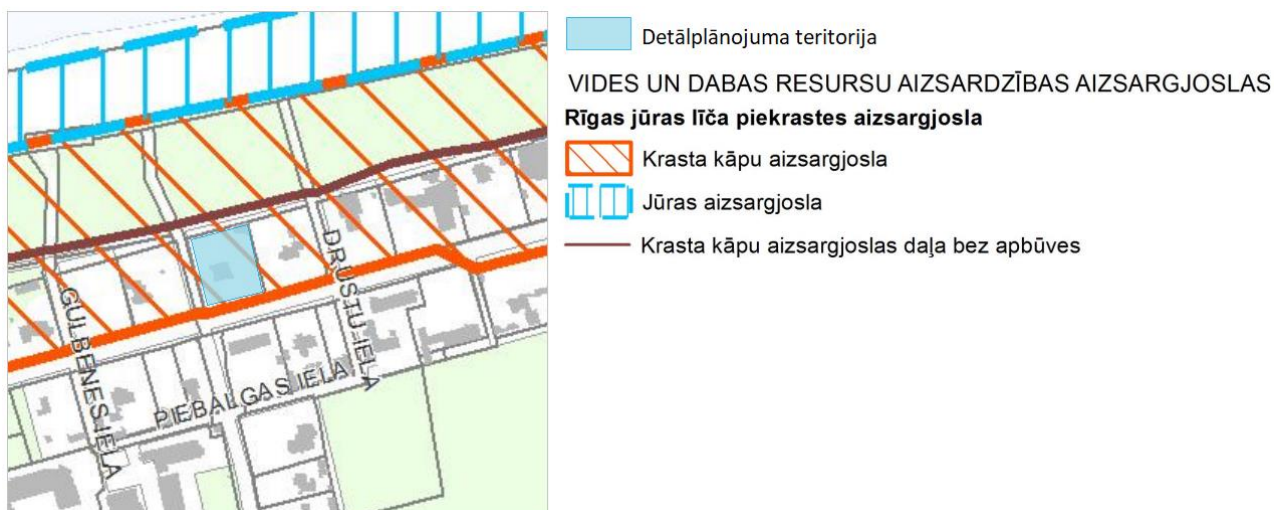 Detālplānojuma teritorija
VIDES UN DABAS RESURSU AIZSARDZĪBAS AIZSARGJOSLAS
Rīgas jūras līča piekrastes aizsargjosla
Krasta kāpu aizsargjosla
Jūras aizsargjosla
Krasta kāpu aizsargjoslas daļa bez apbūves
GULBENES IELA
DRUSTU IELA
PIEBALGAS IELA